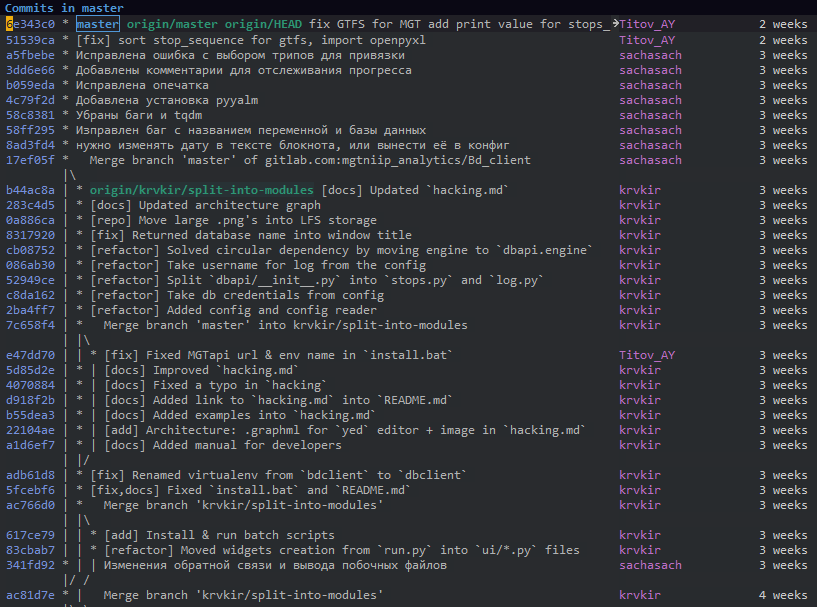 Commits in master
6e343c0 * master origin/master origin/HEAD fix GTFS for MGT add print value for stops_ Titov_AY 2 weeks
51539ca * [fix] sort stop_sequence for gtfs, import openpyxl Titov_AY 2 weeks
a5fbebe * Исправлена ошибка с выбором трипов для привязки sachasach 3 weeks
3dd6e66 * Добавлены комментарии для отслеживания прогресса sachasach 3 weeks
b059eda * Исправлена опечатка sachasach 3 weeks
4c79f2d * Добавлена установка pyyalm sachasach 3 weeks
58c8381 * Убраны баги и tqdm sachasach 3 weeks
58ff295 * Изправлен баг с названием переменной и базы данных sachasach 3 weeks
8ad3fd4 * нужно изменять дату в тексте блокнота, или вынести её в конфиг sachasach 3 weeks
17ef05f * Merge branch 'master' of gitlab.com:mgtniip_analytics/Bd_client sachasach 3 weeks
|\
b44ac8a | * origin/krvkir/split-into-modules [docs] Updated `hacking.md` krvkir 3 weeks
283c4d5 | * [docs] Updated architecture graph krvkir 3 weeks
0a886ca | * [repo] Move large .png's into LFS storage krvkir 3 weeks
8317920 | * [fix] Returned database name into window title krvkir 3 weeks
cb08752 | * [refactor] Solved circular dependency by moving engine to `dbapi.engine` krvkir 3 weeks
086ab30 | * [refactor] Take username for log from the config krvkir 3 weeks
52949ce | * [refactor] Split `dbapi/__init__.py` into `stops.py` and `log.py` krvkir 3 weeks
c8da162 | * [refactor] Take db credentials from config krvkir 3 weeks
2ba4ff7 | * [refactor] Added config and config reader krvkir 3 weeks
7c658f4 | * Merge branch 'master' into krvkir/split-into-modules krvkir 3 weeks
| |\
e47dd70 | | * [fix] Fixed MGTapi url & env name in `install.bat` Titov_AY 3 weeks
5d85d2e | * | [docs] Improved `hacking.md` krvkir 3 weeks
4070884 | * | [docs] Fixed a typo in `hacking` krvkir 3 weeks
d918f2b | * | [docs] Added link to `hacking.md` into `README.md` krvkir 3 weeks
b55dea3 | * | [docs] Added examples into `hacking.md` krvkir 3 weeks
22104ae | * | [add] Architecture: .graphml for `yed` editor + image in `hacking.md` krvkir 3 weeks
a1d6ef7 | * | [docs] Added manual for developers krvkir 3 weeks
| |/
adb61d8 | * [fix] Renamed virtualenv from `bdclient` to `dbclient` krvkir 3 weeks
5fcebf6 | * [fix,docs] Fixed `install.bat` and `README.md` krvkir 3 weeks
ac766d0 | * Merge branch 'krvkir/split-into-modules' krvkir 3 weeks
| |\
617ce79 | | * [add] Install & run batch scripts krvkir 3 weeks
83cbab7 | | * [refactor] Moved widgets creation from `run.py` into `ui/*.py` files krvkir 3 weeks
341fd92 * | | Изменения обратной связи и вывода побочных файлов sachasach 3 weeks
|/ /
ac81d7e * | Merge branch 'krvkir/split-into-modules' krvkir 4 weeks